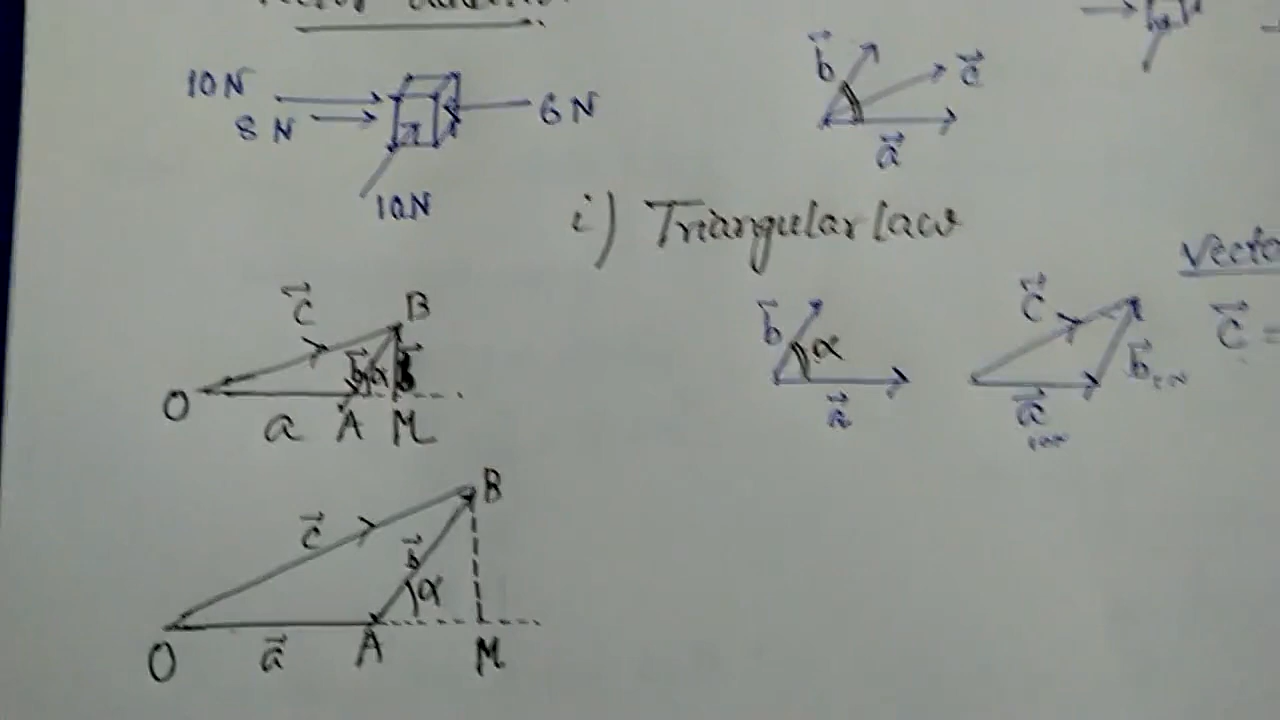 10N
8 N
6 N
10N
b⃗
c⃗
a⃗
i) Triangular law
c⃗
B
b⃗
α
O
a
A
M
b⃗
α
a⃗
c⃗
b⃗
a⃗
c⃗ =
c⃗
B
b⃗
α
O
a⃗
A
M